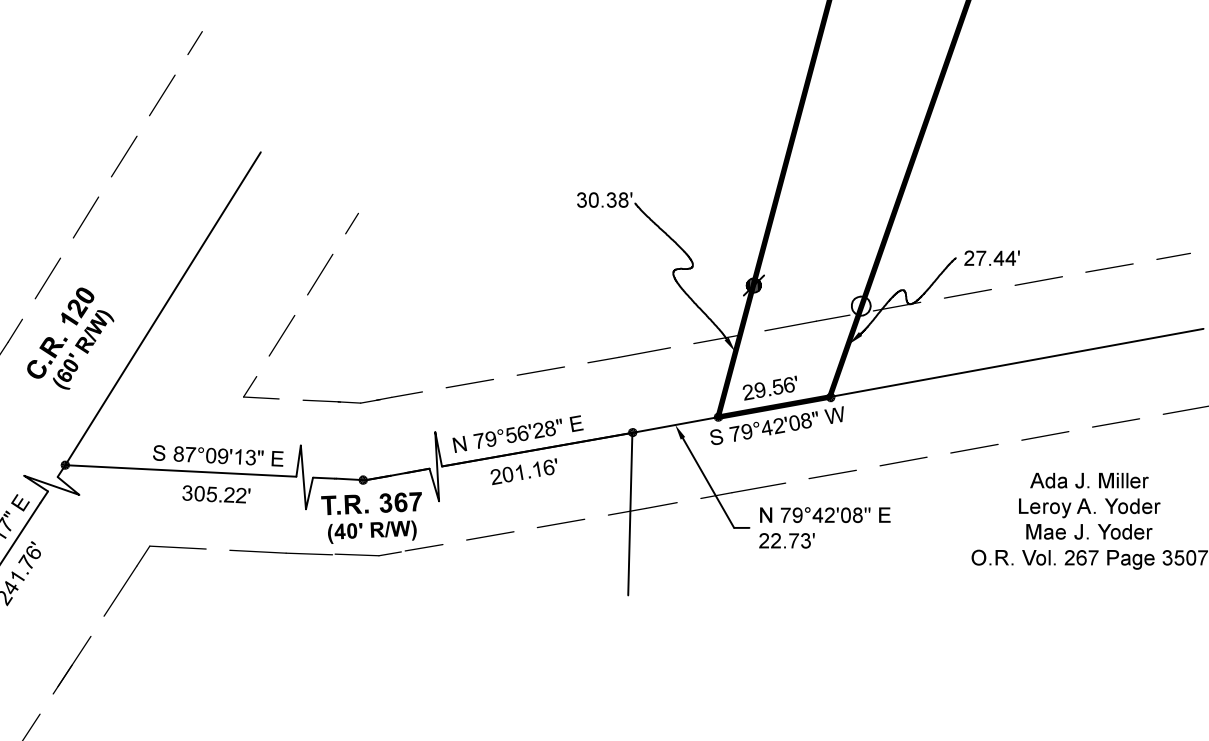 30.38'
27.44'
C.R. 120
(60' R/W)
29.56'
S 79°42'08" W
N 79°56'28" E
201.16'
S 87°09'13" E
305.22'
T.R. 367
(40' R/W)
N 79°42'08" E
22.73'
17" E
241.76'
Ada J. Miller
Leroy A. Yoder
Mae J. Yoder
O.R. Vol. 267 Page 3507